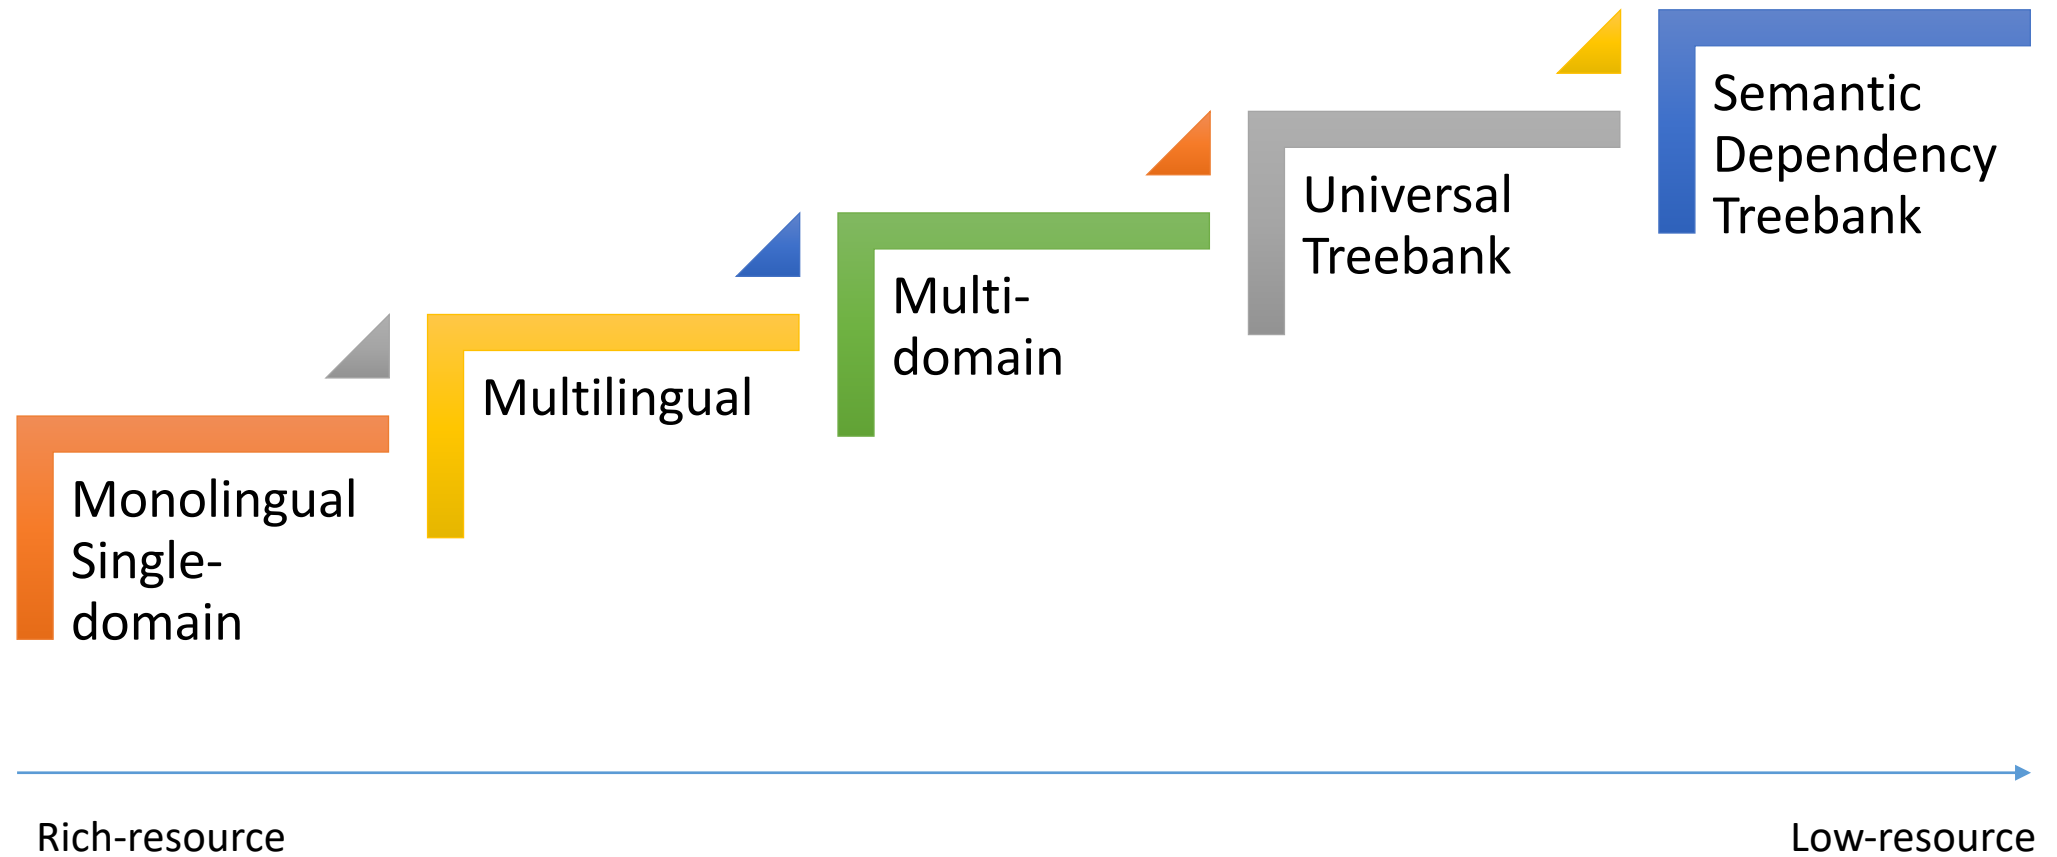 Monolingual
Single-
domain
Multilingual
Multi-
domain
Universal
Treebank
Semantic
Dependency
Treebank
Rich-resource
Low-resource